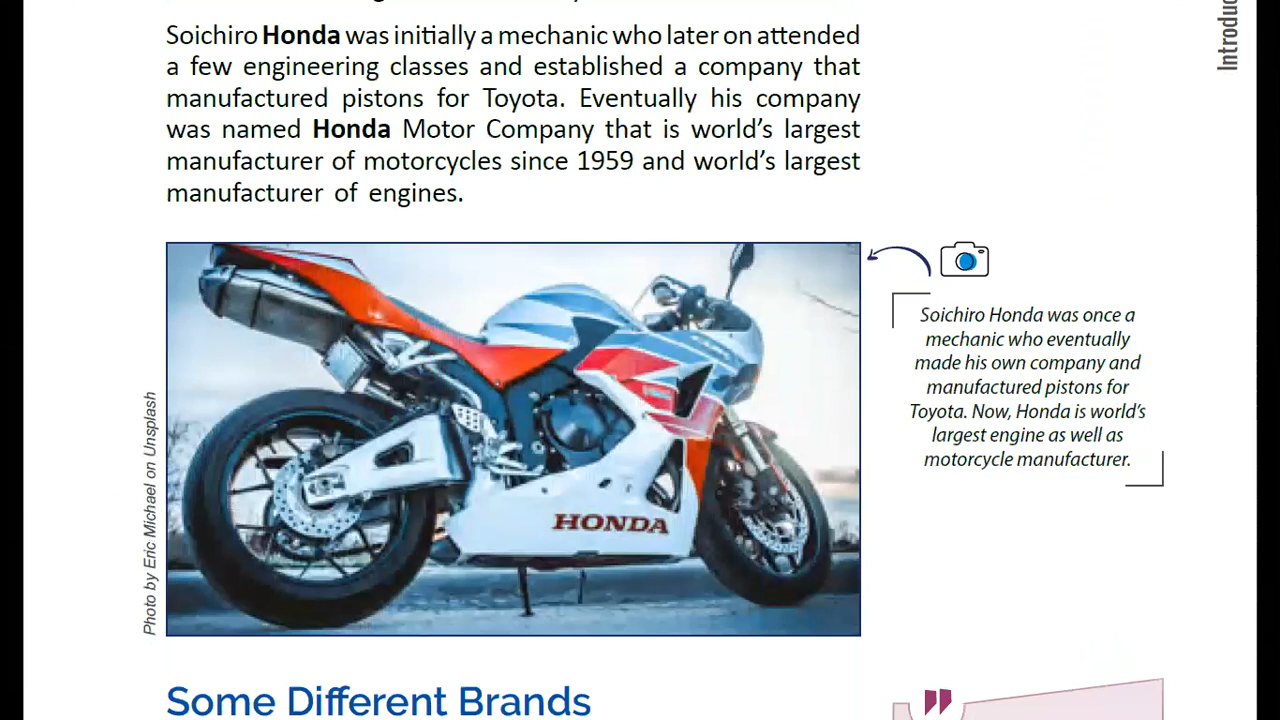 Soichiro Honda was initially a mechanic who later on attended
a few engineering classes and established a company that
manufactured pistons for Toyota. Eventually his company
was named Honda Motor Company that is world's largest
manufacturer of motorcycles since 1959 and world's largest
manufacturer of engines.
Introduc
Photo by Eric Michael on Unsplash
HONDA
Soichiro Honda was once a
mechanic who eventually
made his own company and
manufactured pistons for
Toyota. Now, Honda is world's
largest engine as well as
motorcycle manufacturer.
Some Different Brands